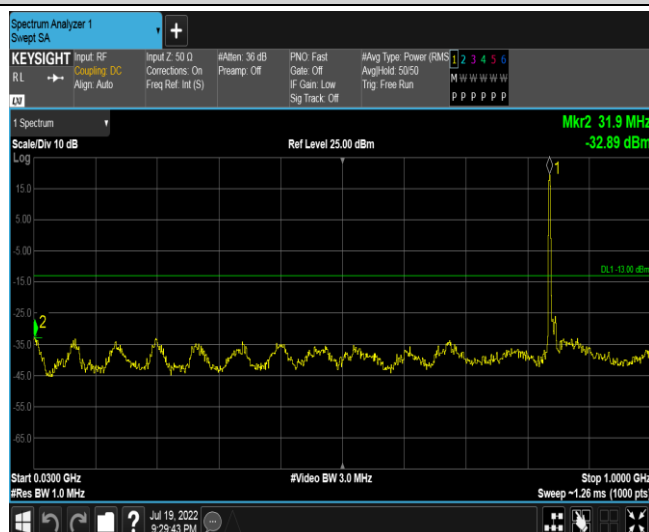 Spectrum Analyzer 1
Swept SA
+
KEYSIGHT Input: RF Input Z: 50 Ω #Atten: 36 dB PNO: Fast #Avg Type: Power (RMS 1 2 3 4 5 6
RL Coupling: DC Corrections: On Preamp: Off Gate: Off Avg|Hold: 50/50 M W W W W W
Align: Auto Freq Ref: Int (S) IF Gain: Low Trig: Free Run
Sig Track: Off P P P P P P
LXI
1 Spectrum Mkr2 31.9 MHz
Scale/Div 10 dB Ref Level 25.00 dBm -32.89 dBm
Log
1
15.0
5.00
-5.00
DL1 -13.00 dBm
-15.0
-25.0
2
-35.0
-45.0
-55.0
-65.0
Start 0.0300 GHz #Video BW 3.0 MHz Stop 1.0000 GHz
#Res BW 1.0 MHz Sweep ~1.26 ms (1000 pts)
? Jul 19, 2022
9:29:43 PM